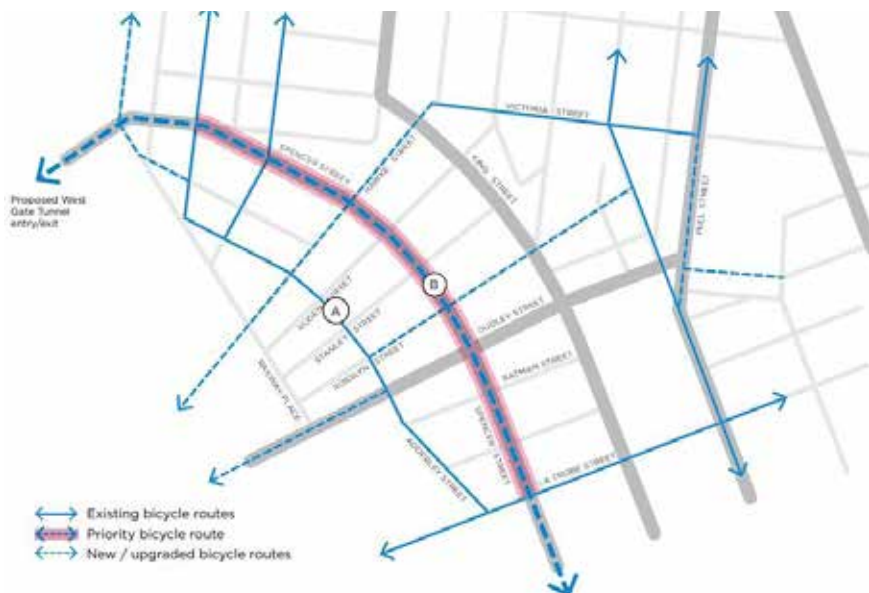 VICTORIA STREET
SPENCER STREET
HAWKE STREET
KING STREET
PEEL STREET
Proposed West
Gate Tunnel
entry/exit
B
A
STANLEY STREET
DUDLEY STREET
ROSSLYN STREET
BATMAN STREET
SPENCER STREET
ADDERLEY STREET
LA TROBE STREET
Existing bicycle routes
Priority bicycle route
New / upgraded bicycle routes